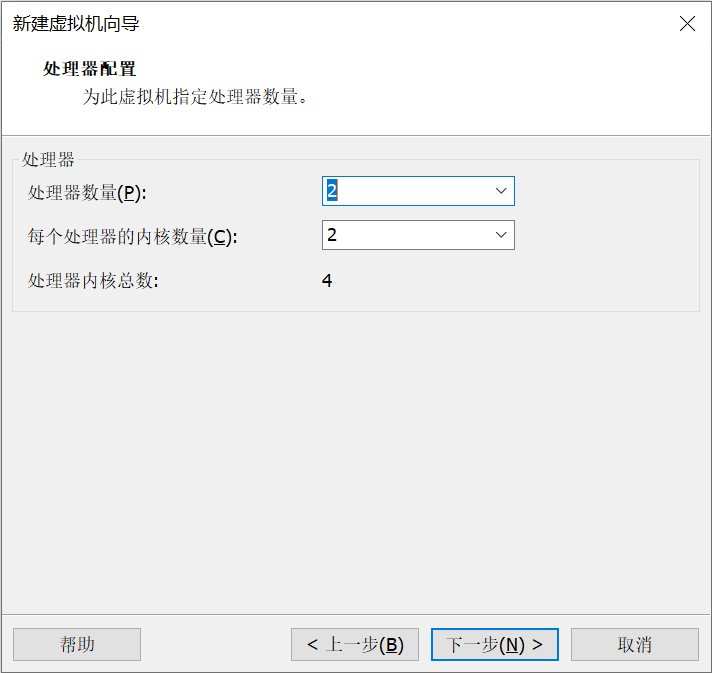 新建虚拟机向导
处理器配置
为此虚拟机指定处理器数量。
处理器
处理器数量(P): 2
每个处理器的内核数量(C): 2
处理器内核总数: 4
帮助 < 上一步(B) 下一步(N) > 取消